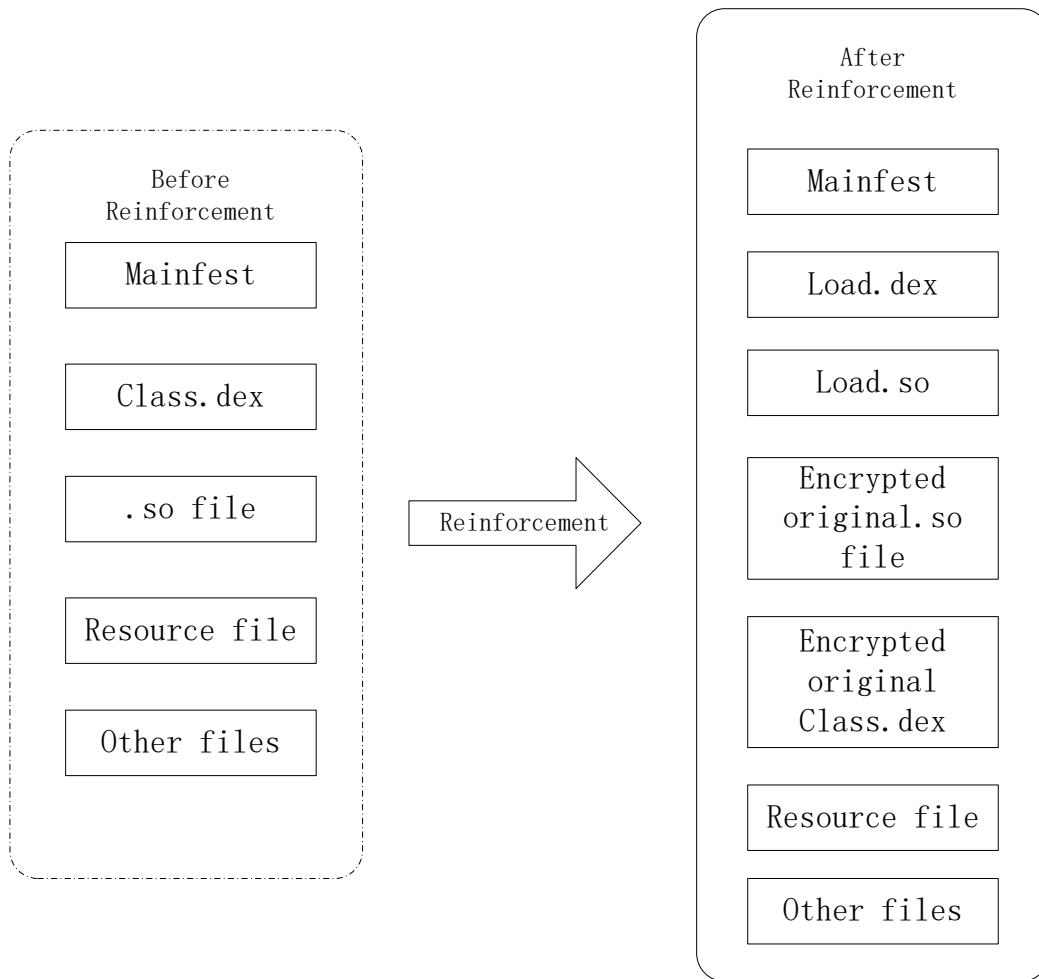 Before
Reinforcement
Mainfest
Class.dex
.so file
Resource file
Other files
Reinforcement
After
Reinforcement
Mainfest
Load.dex
Load.so
Encrypted
original.so
file
Encrypted
original
Class.dex
Resource file
Other files